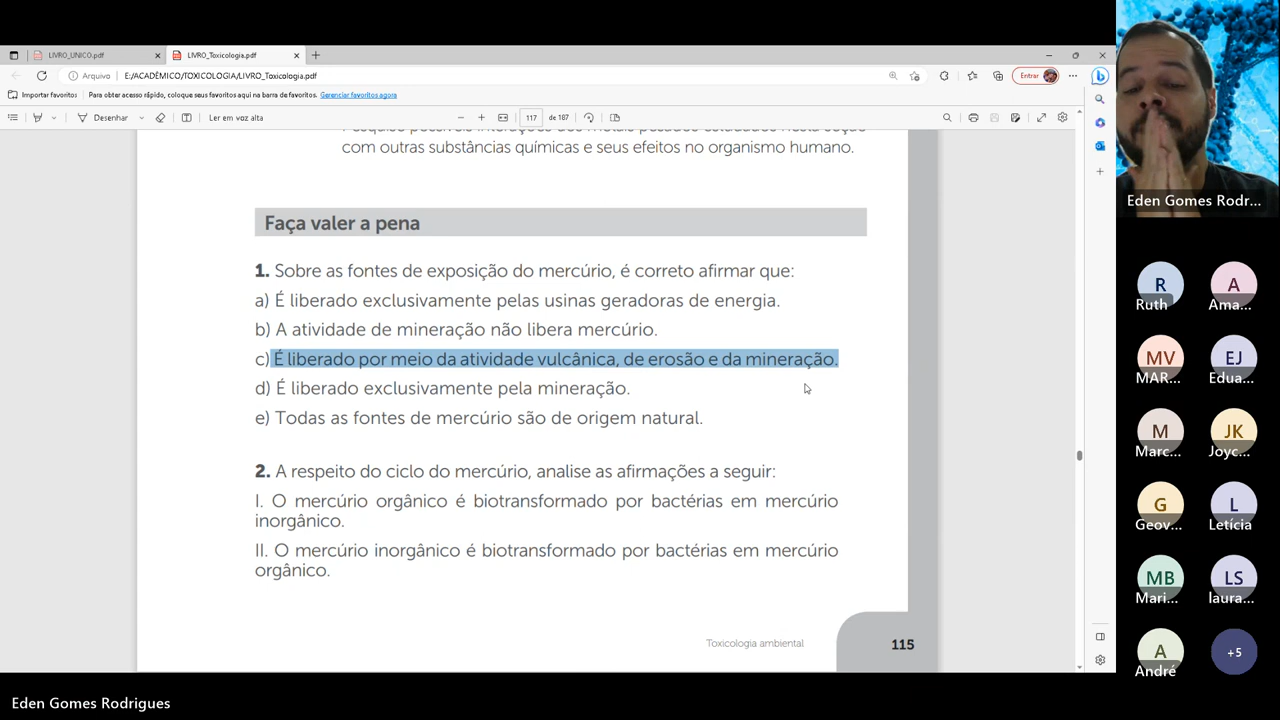 LIVRO_UNICO.pdf
LIVRO_Toxicologia.pdf
Arquivo
E:/ACADÊMICO/TOXICOLOGIA/LIVRO_Toxicologia.pdf
Entrar
Importar favoritos
Para obter acesso rápido, coloque seus favoritos aqui na barra de favoritos. Gerenciar favoritos agora
Desenhar
Ler em voz alta
117 de 187
com outras substâncias químicas e seus efeitos no organismo humano.
Faça valer a pena
1. Sobre as fontes de exposição do mercúrio, é correto afirmar que:
a) É liberado exclusivamente pelas usinas geradoras de energia.
b) A atividade de mineração não libera mercúrio.
c) É liberado por meio da atividade vulcânica, de erosão e da mineração.
d) É liberado exclusivamente pela mineração.
e) Todas as fontes de mercúrio são de origem natural.
2. A respeito do ciclo do mercúrio, analise as afirmações a seguir:
I. O mercúrio orgânico é biotransformado por bactérias em mercúrio
inorgânico.
II. O mercúrio inorgânico é biotransformado por bactérias em mercúrio
orgânico.
Toxicologia ambiental
115
Eden Gomes Rodr...
R
Ruth
A
Ama...
MV
MAR...
EJ
Edua...
M
Marc...
JK
Joyc...
G
Geov...
L
Letícia
MB
Mari...
LS
laura...
A
André
+5
Eden Gomes Rodrigues